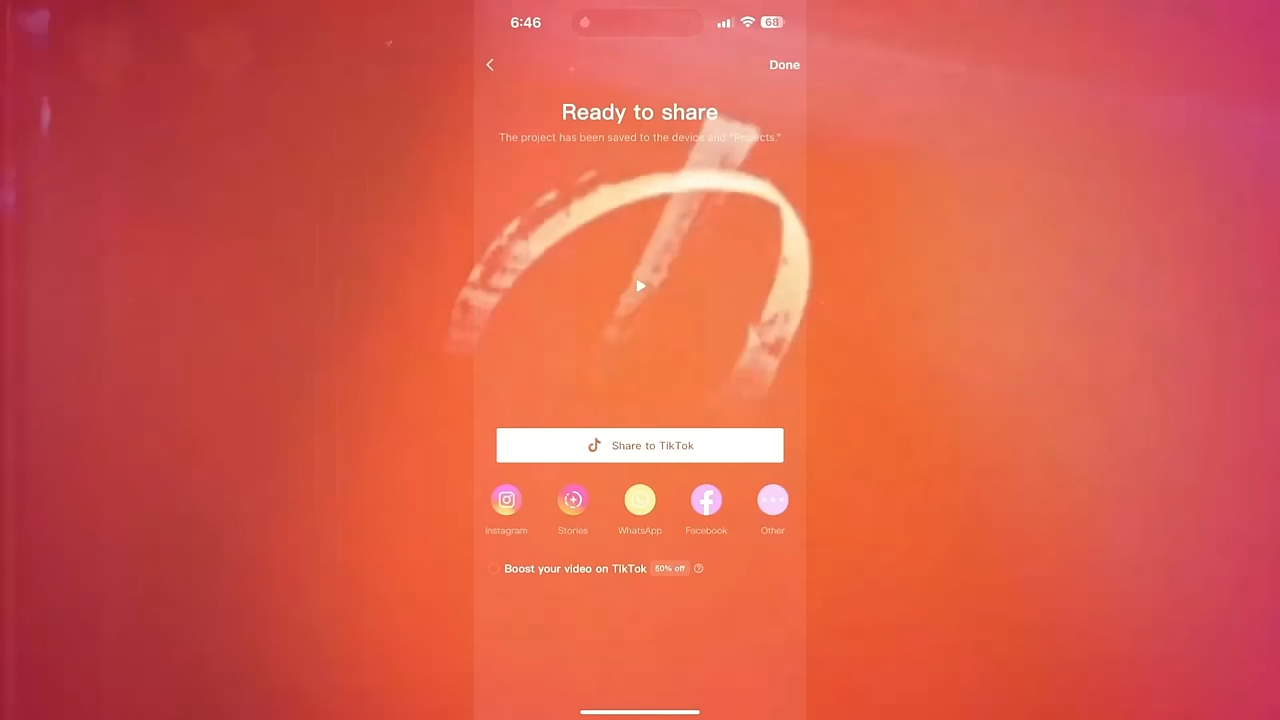 6:46
68
Done
Ready to share
The project has been saved to the device and "Projects."
Share to TikTok
Instagram
Stories
WhatsApp
Facebook
Other
Boost your video on TikTok
50% off